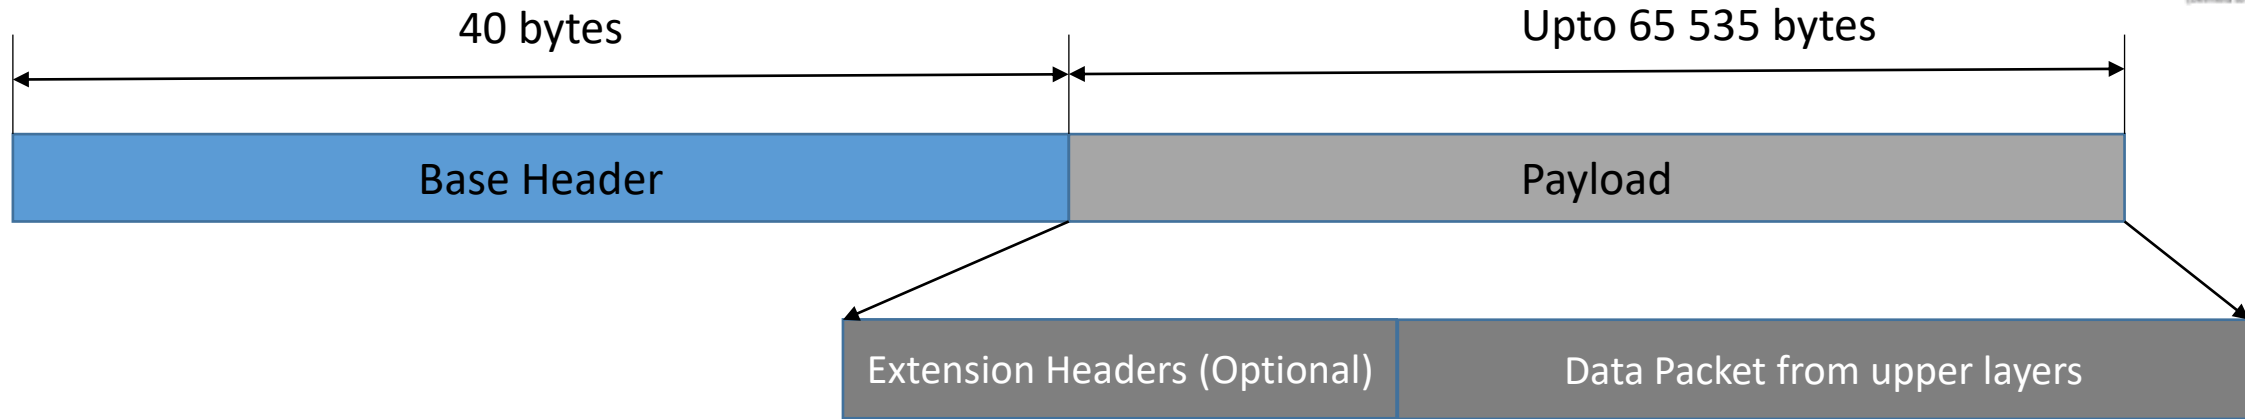 40 bytes
Upto 65 535 bytes
Base Header
Payload
Extension Headers (Optional)
Data Packet from upper layers